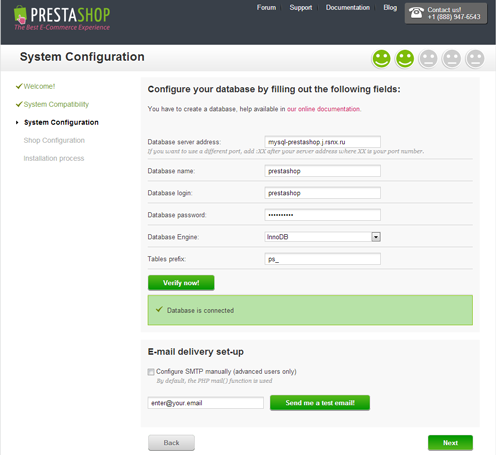 PRESTASHOP
The Best E-Commerce Experience
Forum Support Documentation Blog
Contact us!
+1 (888) 947-6543
System Configuration
Welcome!
System Compatibility
System Configuration
Shop Configuration
Installation process
Configure your database by filling out the following fields:
You have to create a database, help available in our online documentation.
Database server address: mysql-prestashop.j.rsnx.ru
If you want to use a different port, add :XX after your server address where XX is your port number.
Database name: prestashop
Database login: prestashop
Database password: ••••••••••
Database Engine: InnoDB
Tables prefix: ps_
Verify now!
Database is connected
E-mail delivery set-up
Configure SMTP manually (advanced users only)
By default, the PHP mail() function is used
enter@your.email Send me a test email!
Back Next